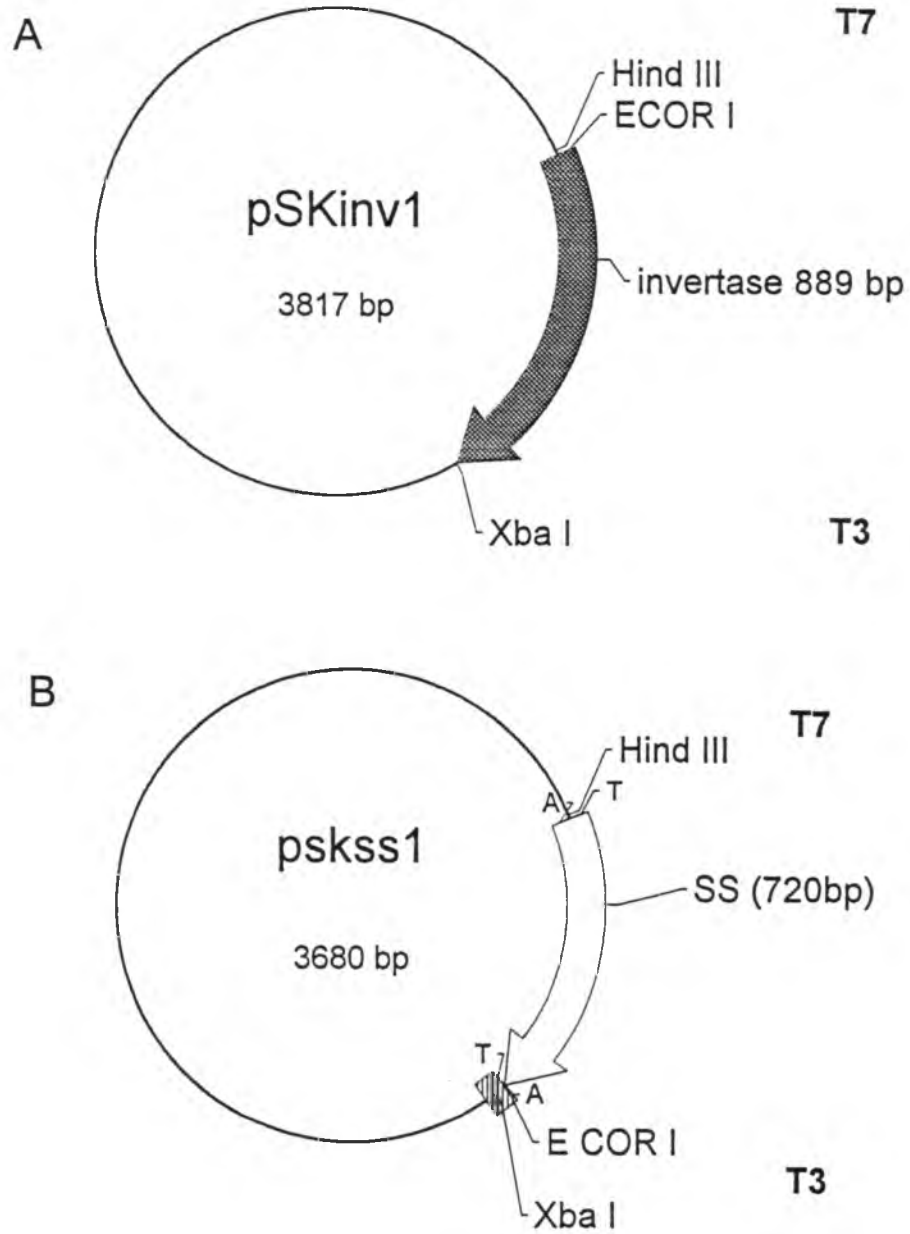 A
T7
Hind III
ECOR I
pSKinv1
3817 bp
invertase 889 bp
Xba I
T3
B
T7
Hind III
A
T
pskss1
SS (720bp)
3680 bp
T
A
E COR I
T3
Xba I